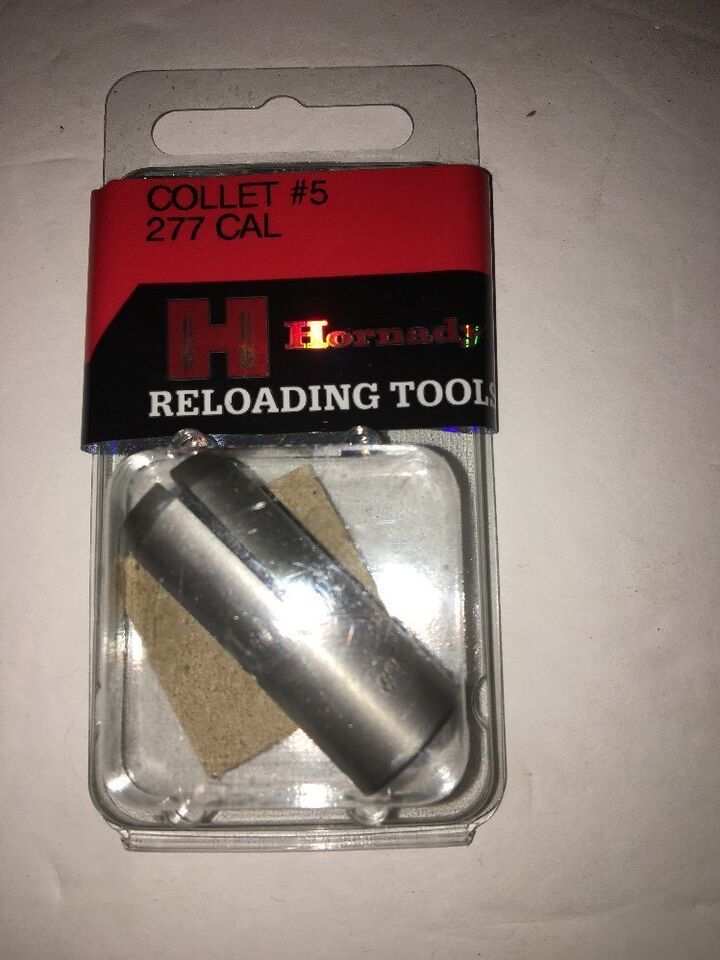 COLLET #5
277 CAL
H Hornady
RELOADING TOOLS